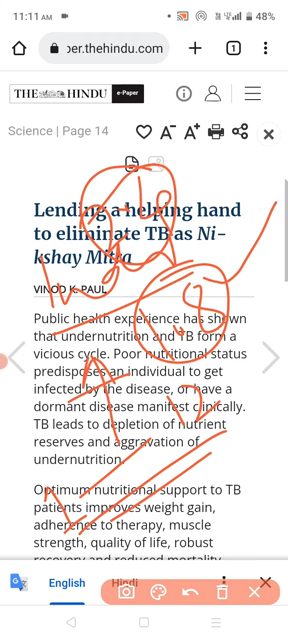 11:11 AM
48%
per.thehindu.com
1
THE HINDU e-Paper
Science | Page 14
A- A+
Lending a helping hand
to eliminate TB as Ni-
kshay Mitra
VINOD K. PAUL
Public health experience has shown
that undernutrition and TB form a
vicious cycle. Poor nutritional status
predisposes an individual to get
infected by the disease, or have a
dormant disease manifest clinically.
TB leads to depletion of nutrient
reserves and aggravation of
undernutrition.
Optimum nutritional support to TB
patients improves weight gain,
adherence to therapy, muscle
strength, quality of life, robust
recovery and reduced mortality
English Hindi